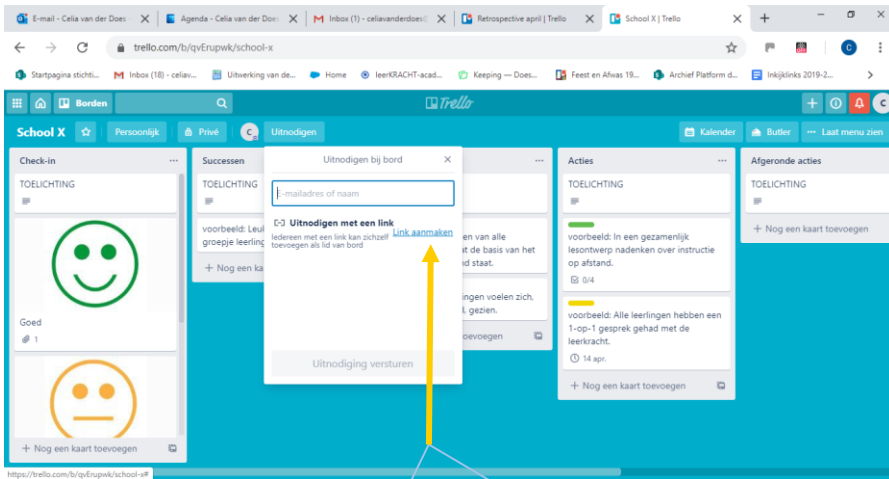 E-mail - Celia van der Does
Agenda - Celia van der Does
Inbox (1) - celiavanderdoes@
Retrospective april | Trello
School X | Trello
trello.com/b/qvErupwk/school-x
Startpagina stichti...
Inbox (18) - celiav...
Uitwerking van de...
Home
leerKRACHT-acad...
Keeping — Does...
Feest en Afwas 19...
Archief Platform d...
Inkijklinks 2019-2...
Borden
Trello
School X
Persoonlijk
Privé
C
Uitnodigen
Kalender
Butler
Laat menu zien
Check-in
TOELICHTING
Goed
1
+ Nog een kaart toevoegen
Successen
TOELICHTING
voorbeeld: Leu
groepje leerling
+ Nog een ka
Uitnodigen bij bord
E-mailadres of naam
Uitnodigen met een link
Iedereen met een link kan zichzelf
toevoegen als lid van bord
Link aanmaken
Uitnodiging versturen
en van alle
t de basis van het
d staat.
ingen voelen zich,
l, gezien.
oevoegen
Acties
TOELICHTING
voorbeeld: In een gezamenlijk
lesontwerp nadenken over instructie
op afstand.
0/4
voorbeeld: Alle leerlingen hebben een
1-op-1 gesprek gehad met de
leerkracht.
14 apr.
+ Nog een kaart toevoegen
Afgeronde acties
TOELICHTING
+ Nog een kaart toevoegen
https://trello.com/b/qvErupwk/school-x#